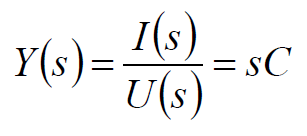 Y(s) = I(s)/U(s) = sC